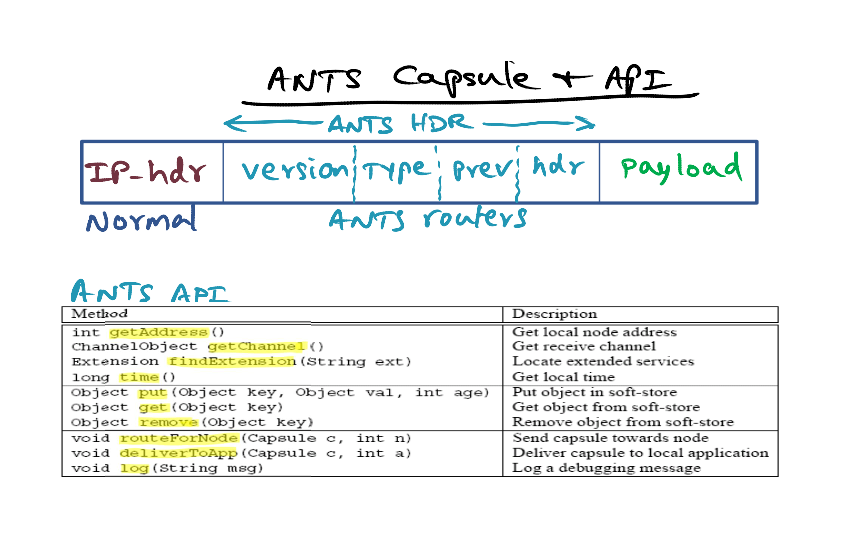 ANTS Capsule + API
ANTS HDR
IP-hdr version Type prev hdr Payload
Normal ANTS routers
ANTS API
Method Description
int getAddress() Get local node address
ChannelObject getChannel() Get receive channel
Extension findExtension(String ext) Locate extended services
long time() Get local time
Object put(Object key, Object val, int age) Put object in soft-store
Object get(Object key) Get object from soft-store
Object remove(Object key) Remove object from soft-store
void routeForNode(Capsule c, int n) Send capsule towards node
void deliverToApp(Capsule c, int a) Deliver capsule to local application
void log(String msg) Log a debugging message